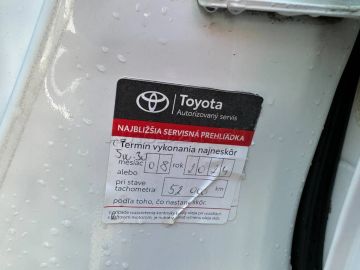 Toyota
Autorizovaný servis
NAJBLIŽŠIA SERVISNÁ PREHLIADKA
Termín vykonania najneskôr
5W30
mesiac 08 rok 2024
alebo
pri stave
tachometra 52 000 km
podľa toho, čo nastane skôr.